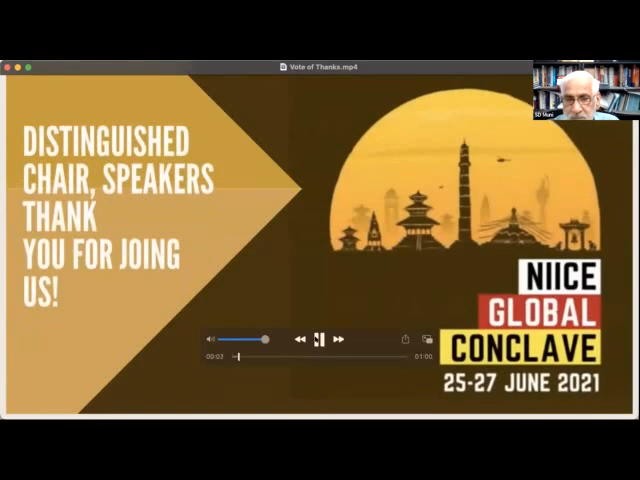 Vote of Thanks.mp4
SD Muni
DISTINGUISHED
CHAIR, SPEAKERS
THANK
YOU FOR JOING
US!
NIICE
GLOBAL
CONCLAVE
25-27 JUNE 2021
00:03
01:00